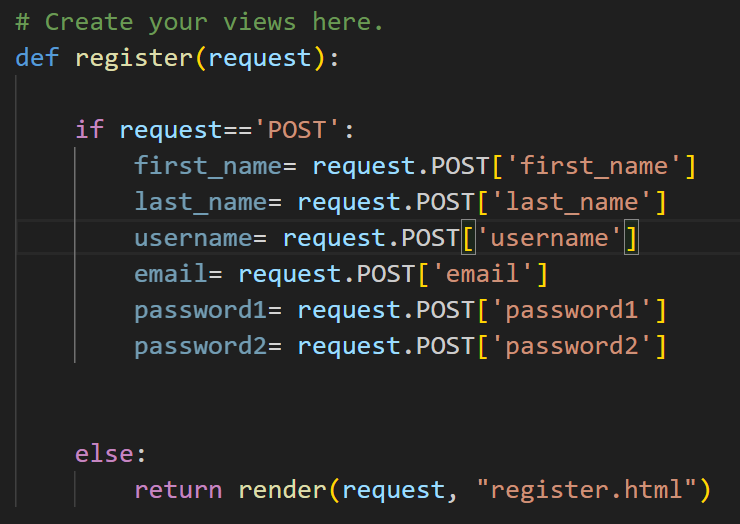 # Create your views here.
def register(request):
if request=='POST':
first_name= request.POST['first_name']
last_name= request.POST['last_name']
username= request.POST['username']
email= request.POST['email']
password1= request.POST['password1']
password2= request.POST['password2']
else:
return render(request, "register.html")